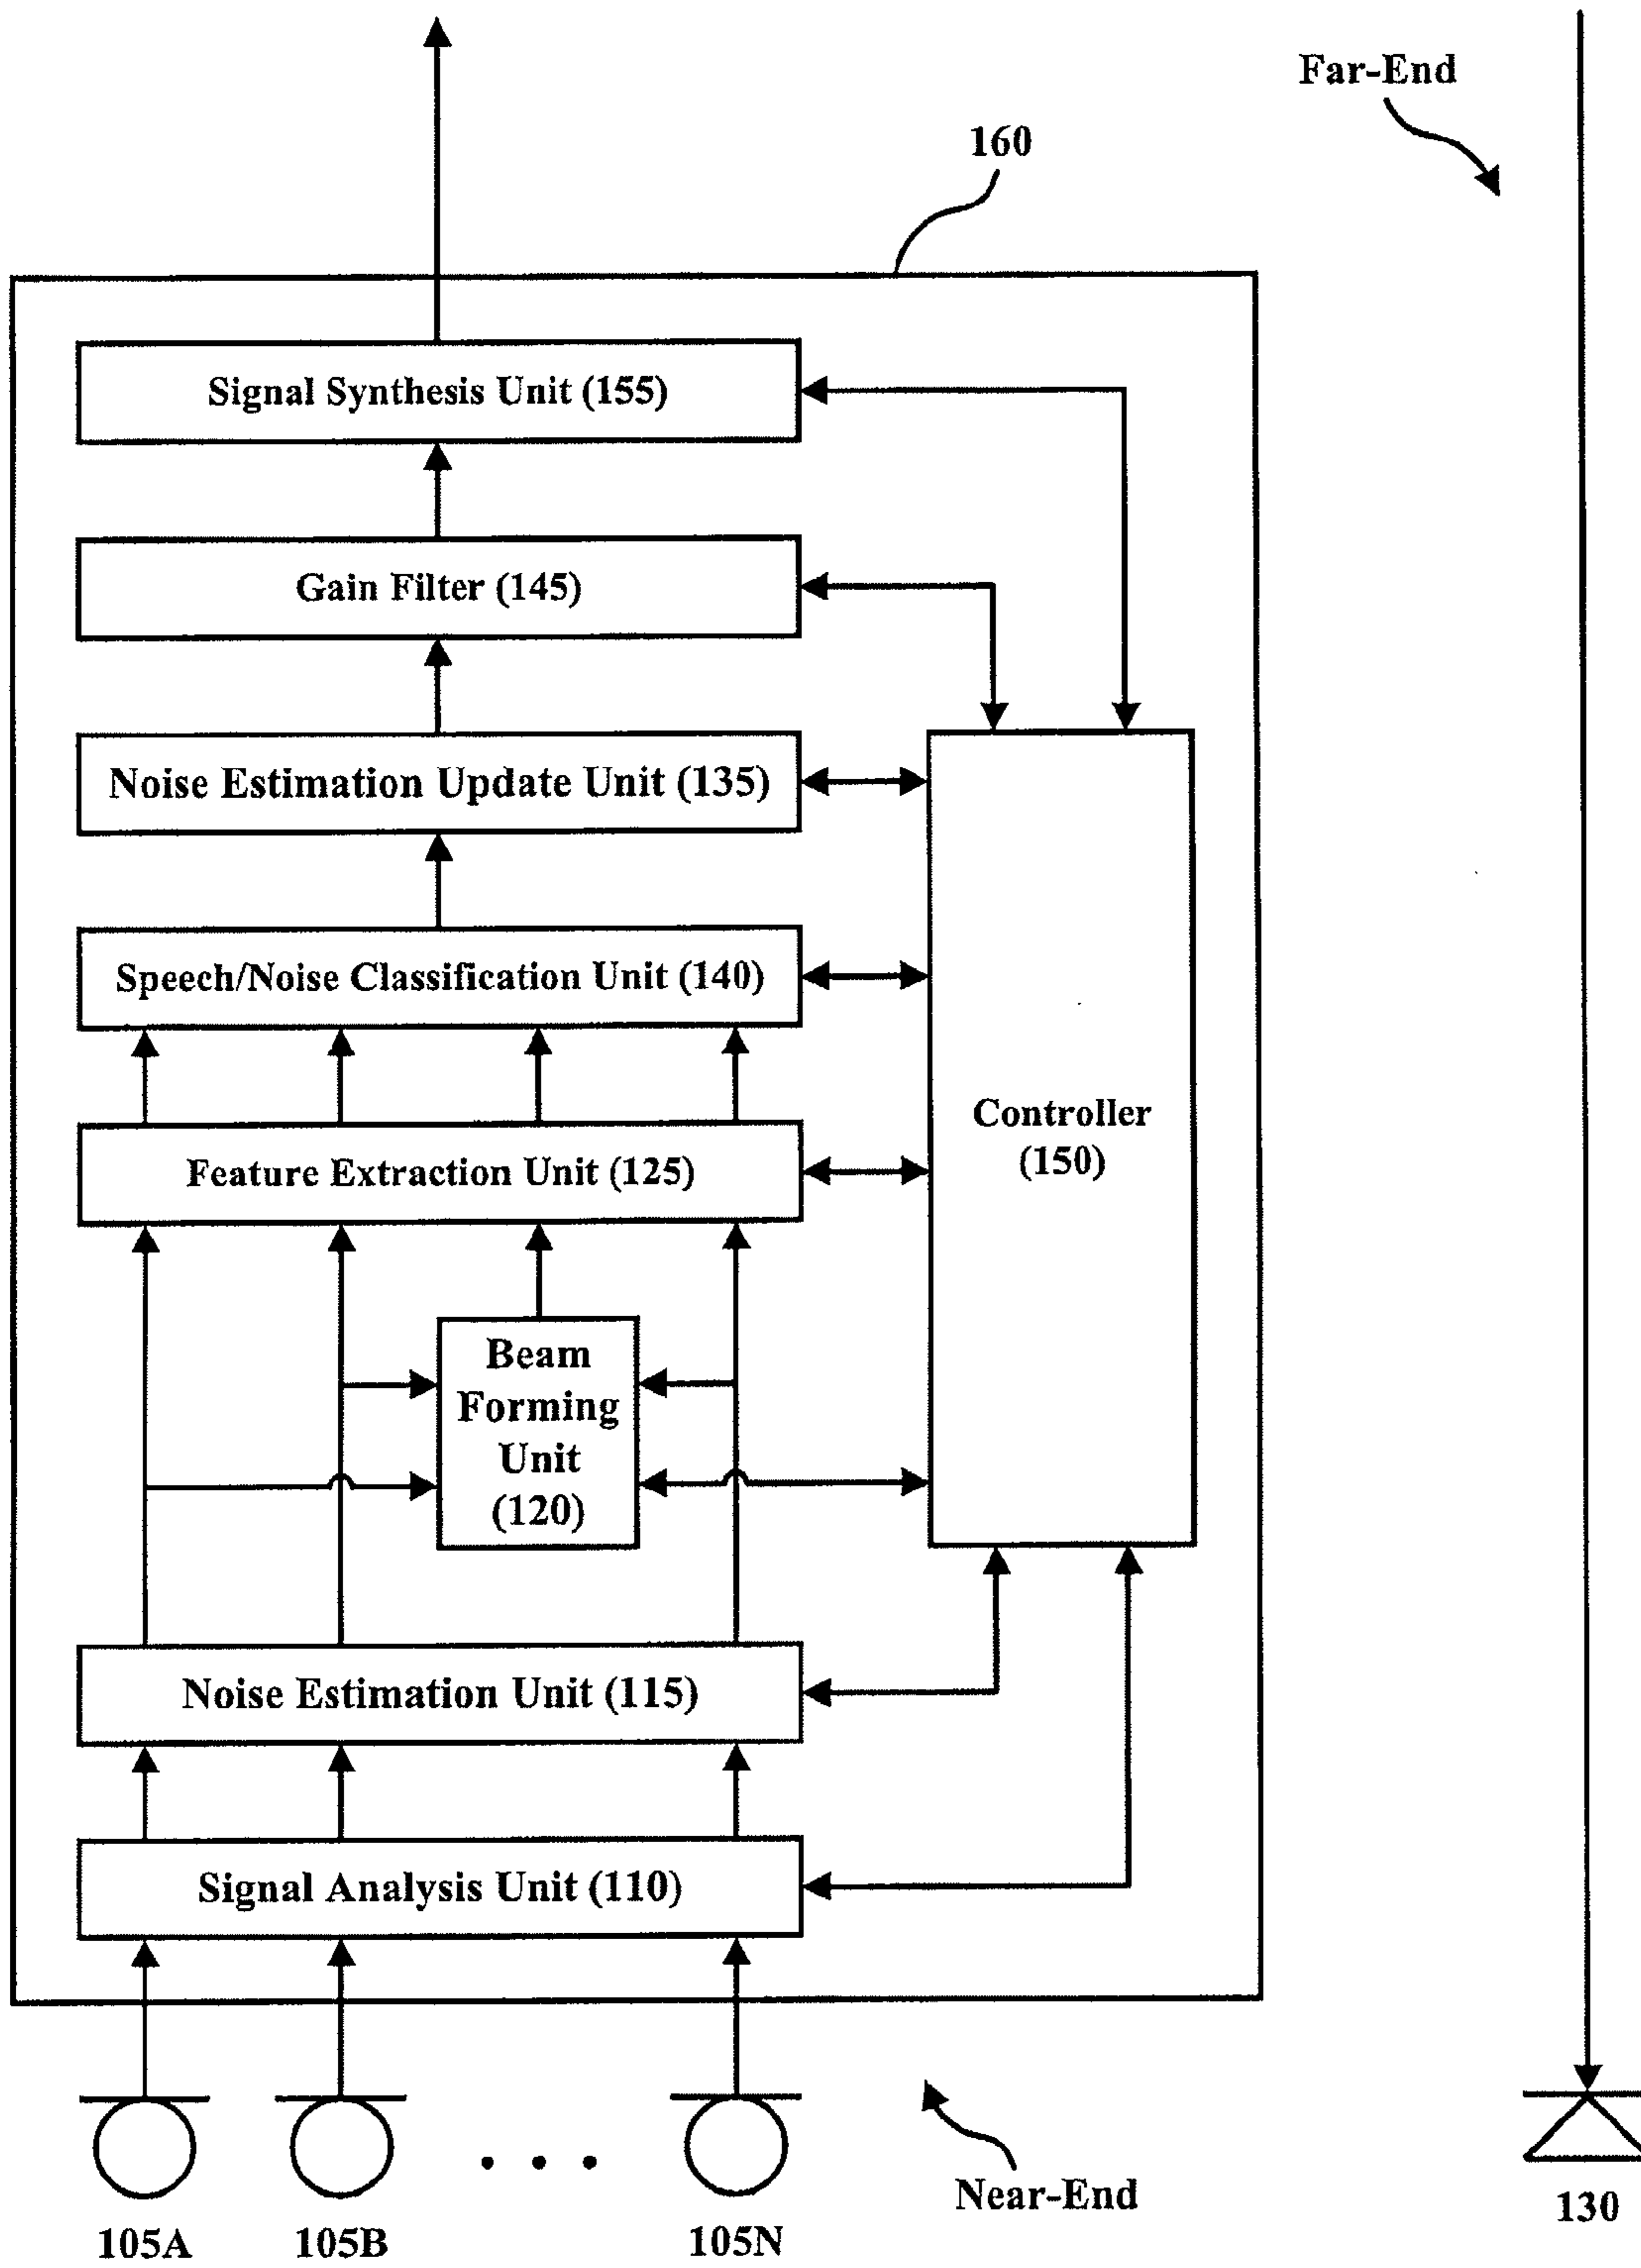 Far-End
160
Signal Synthesis Unit (155)
Gain Filter (145)
Noise Estimation Update Unit (135)
Speech/Noise Classification Unit (140)
Feature Extraction Unit (125)
Controller
(150)
Beam
Forming
Unit
(120)
Noise Estimation Unit (115)
Signal Analysis Unit (110)
Near-End
105A
105B
. . .
105N
130